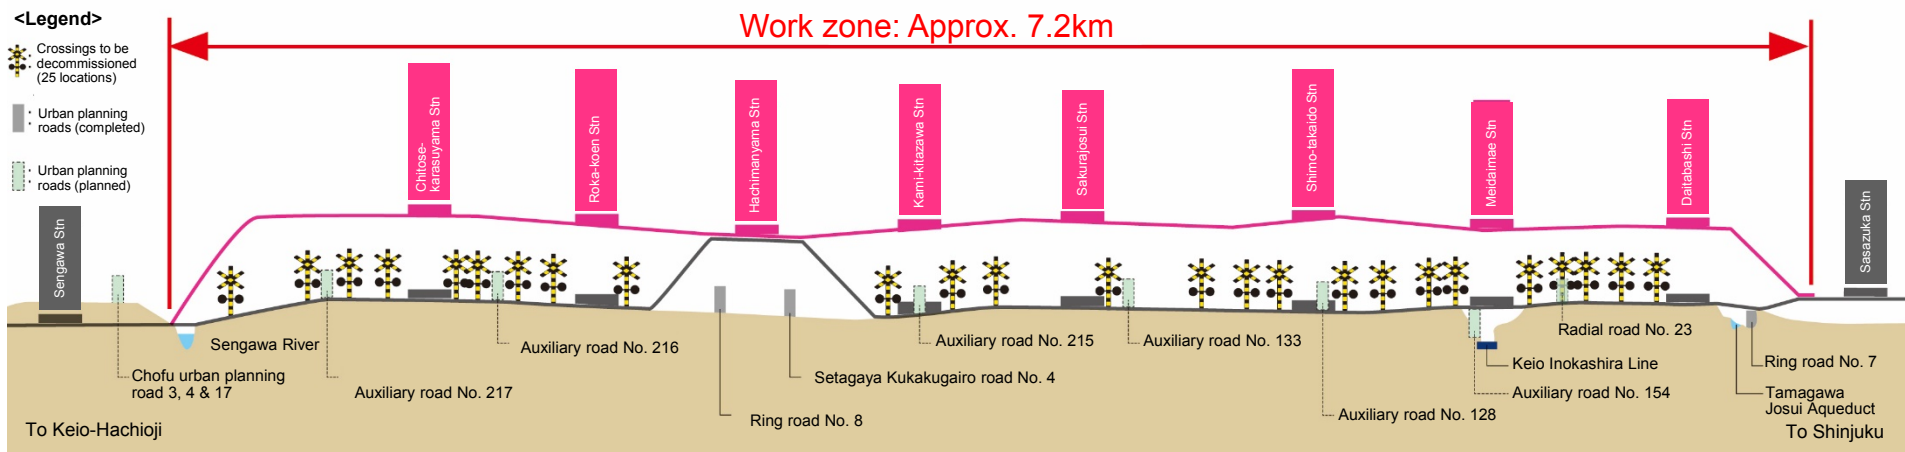 <Legend>
Crossings to be
decommissioned
(25 locations)
Urban planning
roads (completed)
Urban planning
roads (planned)
Work zone: Approx. 7.2km
Sengawa Stn
Chitose-
karasuyama Stn
Roka-koen Stn
Hachimanyama Stn
Kami-kitazawa Stn
Sakurajosui Stn
Shimo-takaido Stn
Meidaimae Stn
Daitabashi Stn
Sasazuka Stn
Sengawa River
Chofu urban planning
road 3, 4 & 17
Auxiliary road No. 217
Auxiliary road No. 216
Ring road No. 8
Setagaya Kukakugairo road No. 4
Auxiliary road No. 215
Auxiliary road No. 133
Auxiliary road No. 128
Radial road No. 23
Keio Inokashira Line
Auxiliary road No. 154
Ring road No. 7
Tamagawa
Josui Aqueduct
To Keio-Hachioji
To Shinjuku